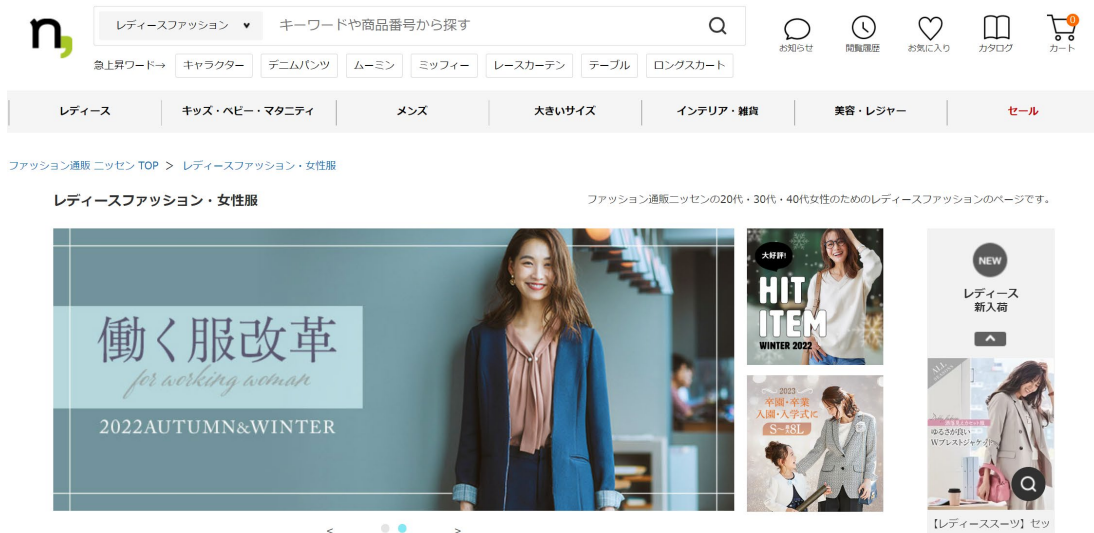 n,
レディースファッション ▼
キーワードや商品番号から探す
お知らせ
閲覧履歴
お気に入り
カタログ
0
カート
急上昇ワード→
キャラクター
デニムパンツ
ムーミン
ミッフィー
レースカーテン
テーブル
ロングスカート
レディース
キッズ・ベビー・マタニティ
メンズ
大きいサイズ
インテリア・雑貨
美容・レジャー
セール
ファッション通販 ニッセン TOP > レディースファッション・女性服
レディースファッション・女性服
ファッション通販ニッセンの20代・30代・40代女性のためのレディースファッションのページです。
働く服改革
for working woman
2022AUTUMN&WINTER
< >
大好評!
HIT
ITEM
WINTER 2022
2023
卒園・卒業
入園・入学式に
S~8L
NEW
レディース
新入荷
ALL
ゆるさが良い
Wブレストジャケット
【レディーススーツ】セッ